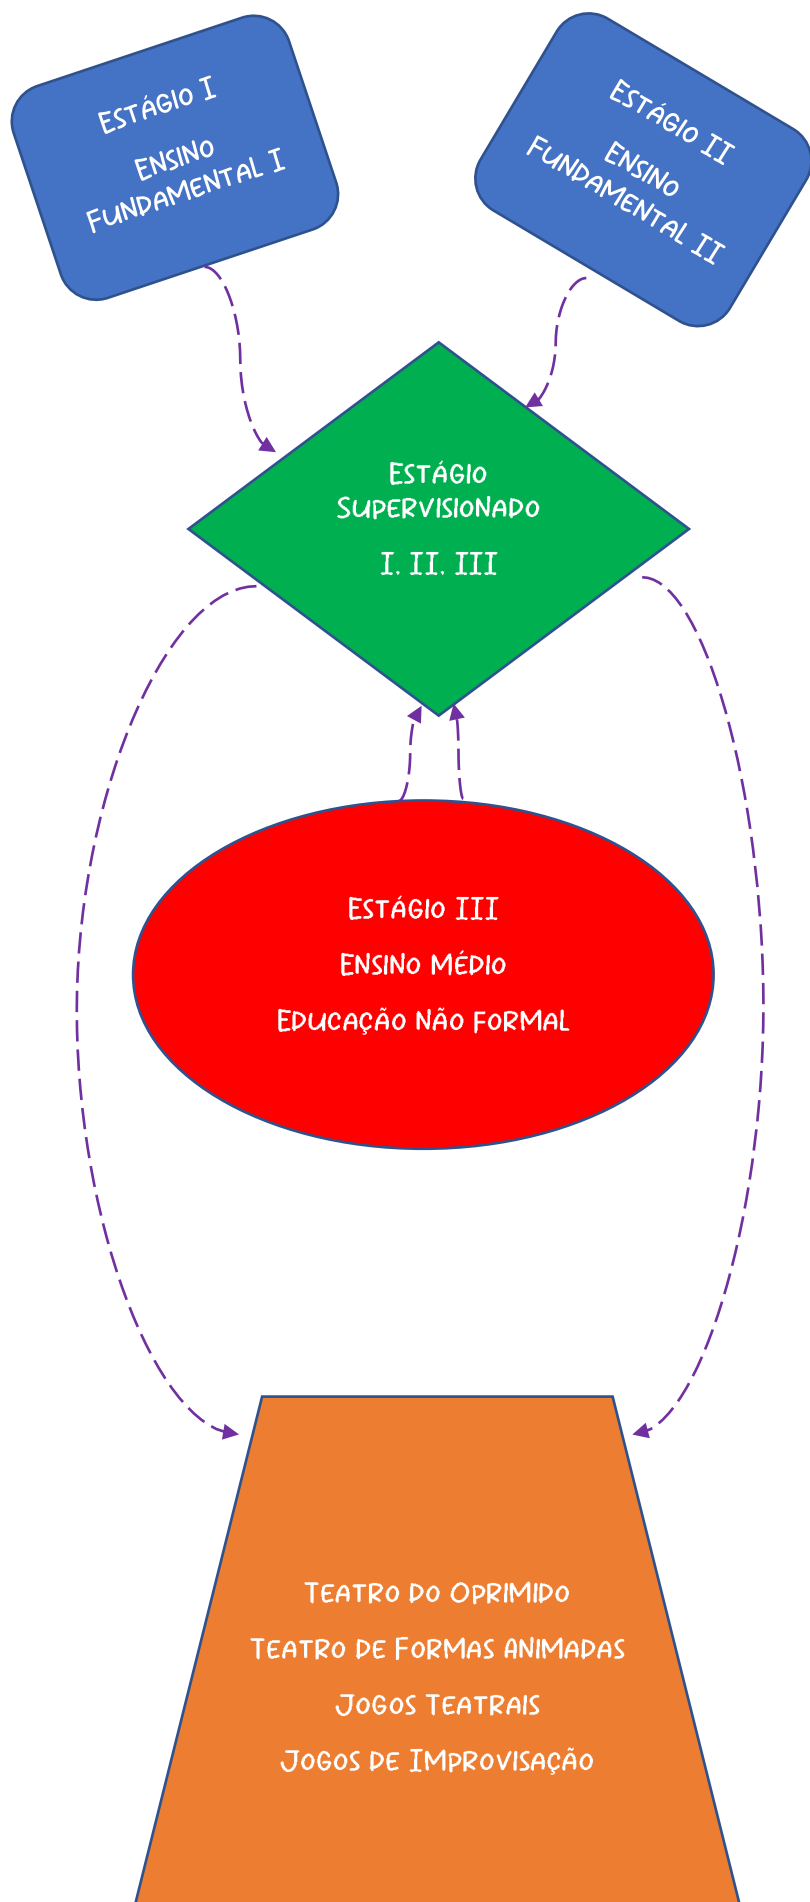 Estágio I
Ensino
Fundamental I
Estágio II
Ensino
Fundamental II
Estágio
Supervisionado
I. II. III
Estágio III
Ensino Médio
Educação não formal
Teatro do Oprimido
Teatro de Formas Animadas
Jogos Teatrais
Jogos de Improvisação